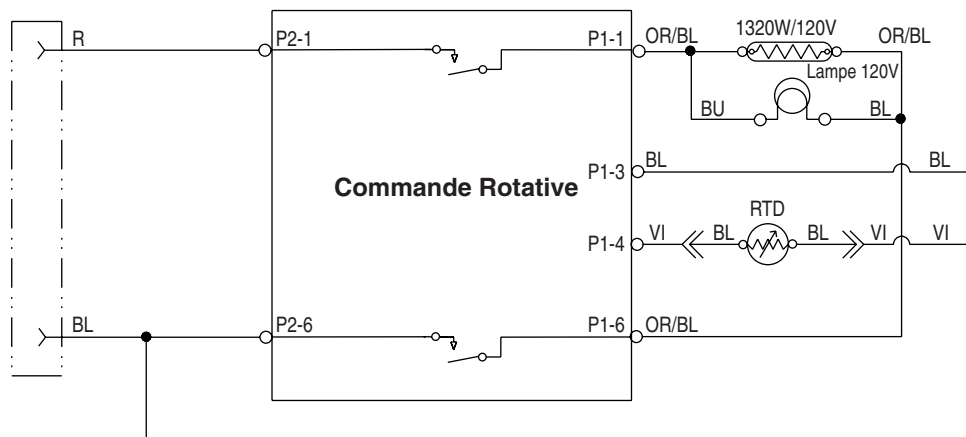 R
P2-1
P1-1
OR/BL
1320W/120V
OR/BL
Lampe 120V
BU
BL
P1-3
BL
BL
Commande Rotative
RTD
P1-4
VI
BL
BL
VI
VI
BL
P2-6
P1-6
OR/BL